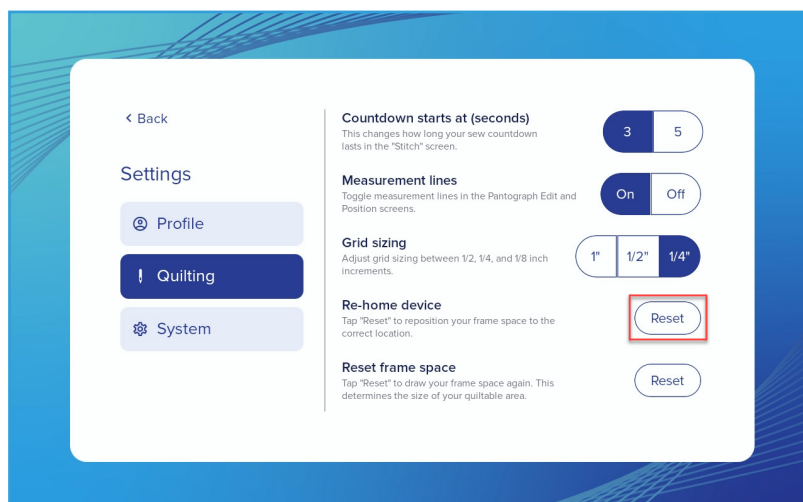 < Back
Settings
Profile
Quilting
System
Countdown starts at (seconds)
This changes how long your sew countdown
lasts in the "Stitch" screen.
3 5
Measurement lines
Toggle measurement lines in the Pantograph Edit and
Position screens.
On Off
Grid sizing
Adjust grid sizing between 1/2, 1/4, and 1/8 inch
increments.
1" 1/2" 1/4"
Re-home device
Tap "Reset" to reposition your frame space to the
correct location.
Reset
Reset frame space
Tap "Reset" to draw your frame space again. This
determines the size of your quiltable area.
Reset